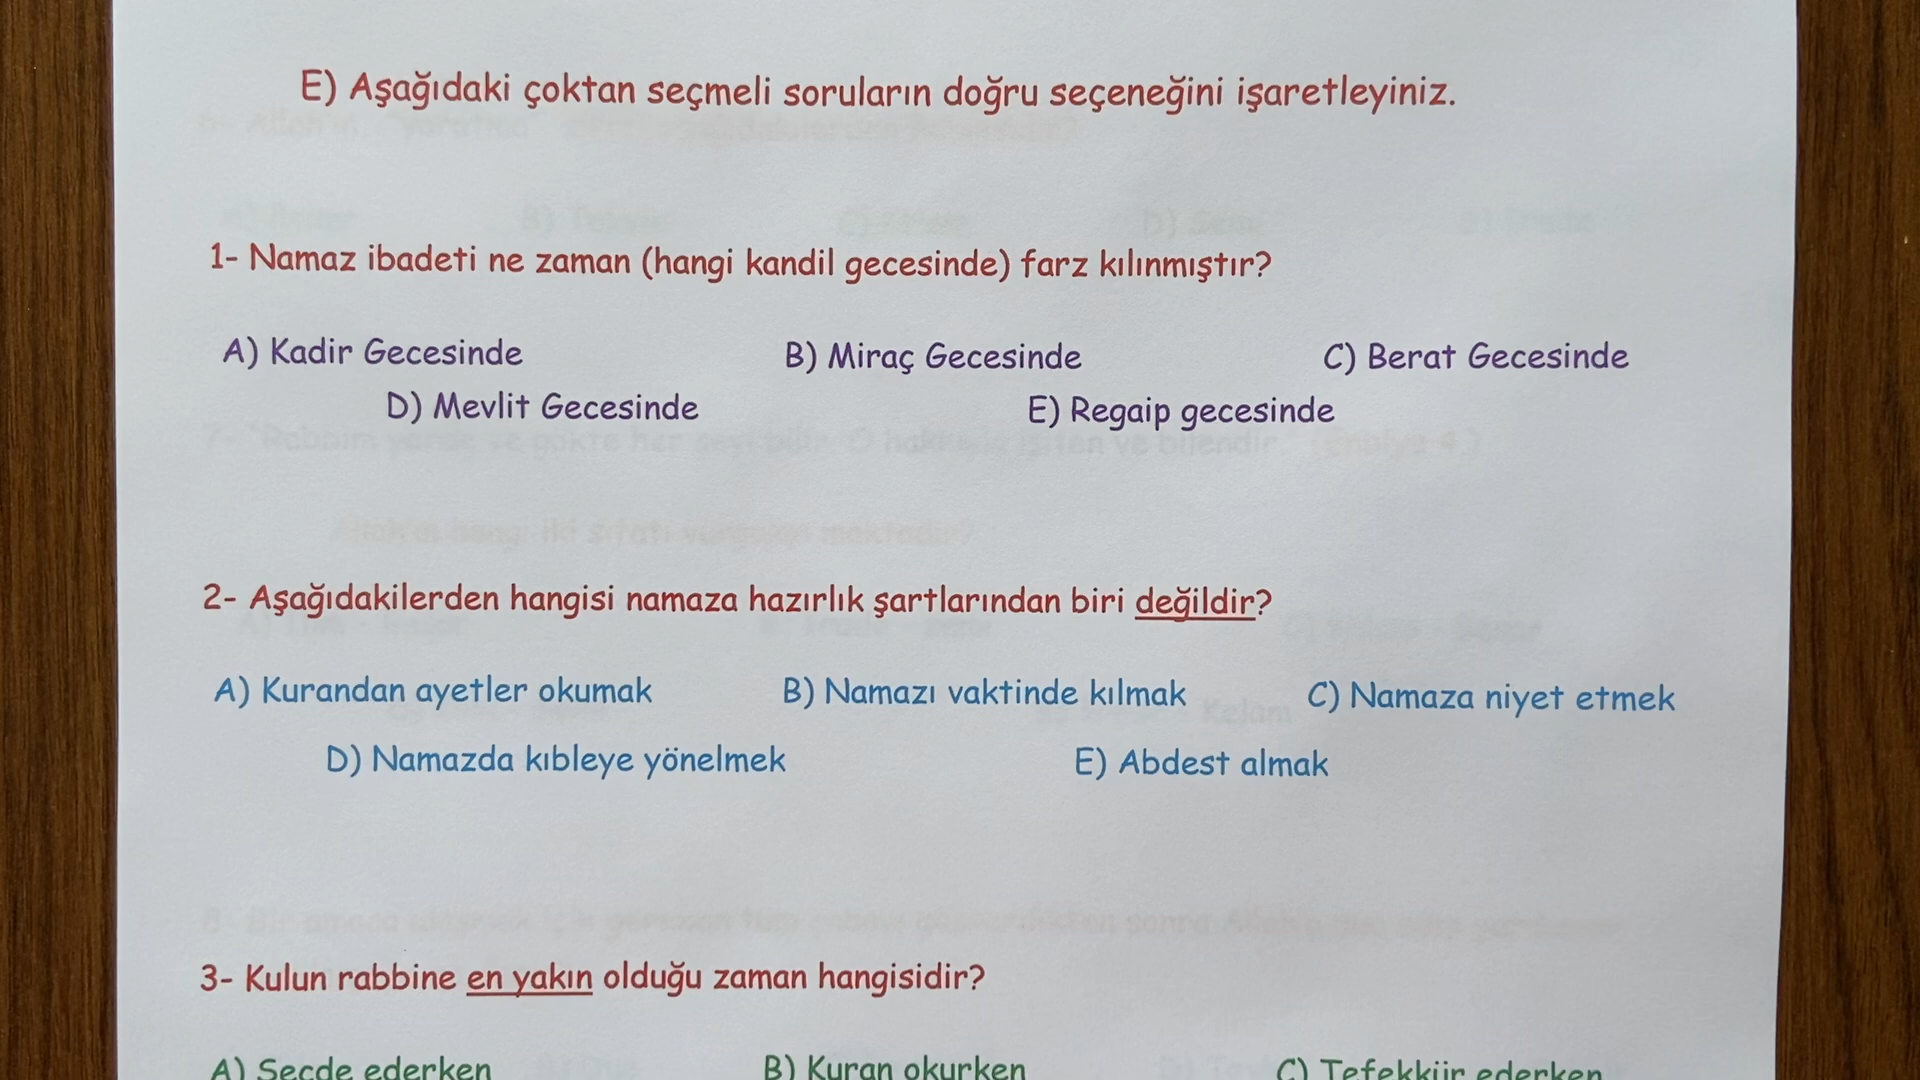 E) Aşağıdaki çoktan seçmeli soruların doğru seçeneğini işaretleyiniz.
1- Namaz ibadeti ne zaman (hangi kandil gecesinde) farz kılınmıştır?
A) Kadir Gecesinde B) Miraç Gecesinde C) Berat Gecesinde
D) Mevlit Gecesinde E) Regaip gecesinde
2- Aşağıdakilerden hangisi namaza hazırlık şartlarından biri değildir?
A) Kurandan ayetler okumak B) Namazı vaktinde kılmak C) Namaza niyet etmek
D) Namazda kıbleye yönelmek E) Abdest almak
3- Kulun rabbine en yakın olduğu zaman hangisidir?
A) Secde ederken B) Kuran okurken C) Tefekkür ederken